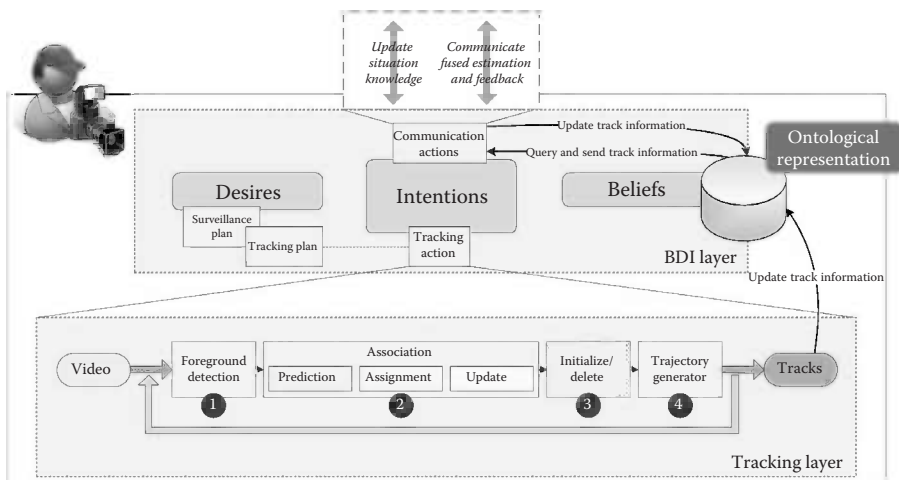 Update
situation
knowledge
Communicate
fused estimation
and feedback
Communication
actions
Update track information
Query and send track information
Ontological
representation
Desires
Surveillance
plan
Tracking plan
Intentions
Tracking
action
Beliefs
BDI layer
Update track information
Video
Foreground
detection
1
Association
Prediction
Assignment
Update
2
Initialize/
delete
3
Trajectory
generator
4
Tracks
Tracking layer